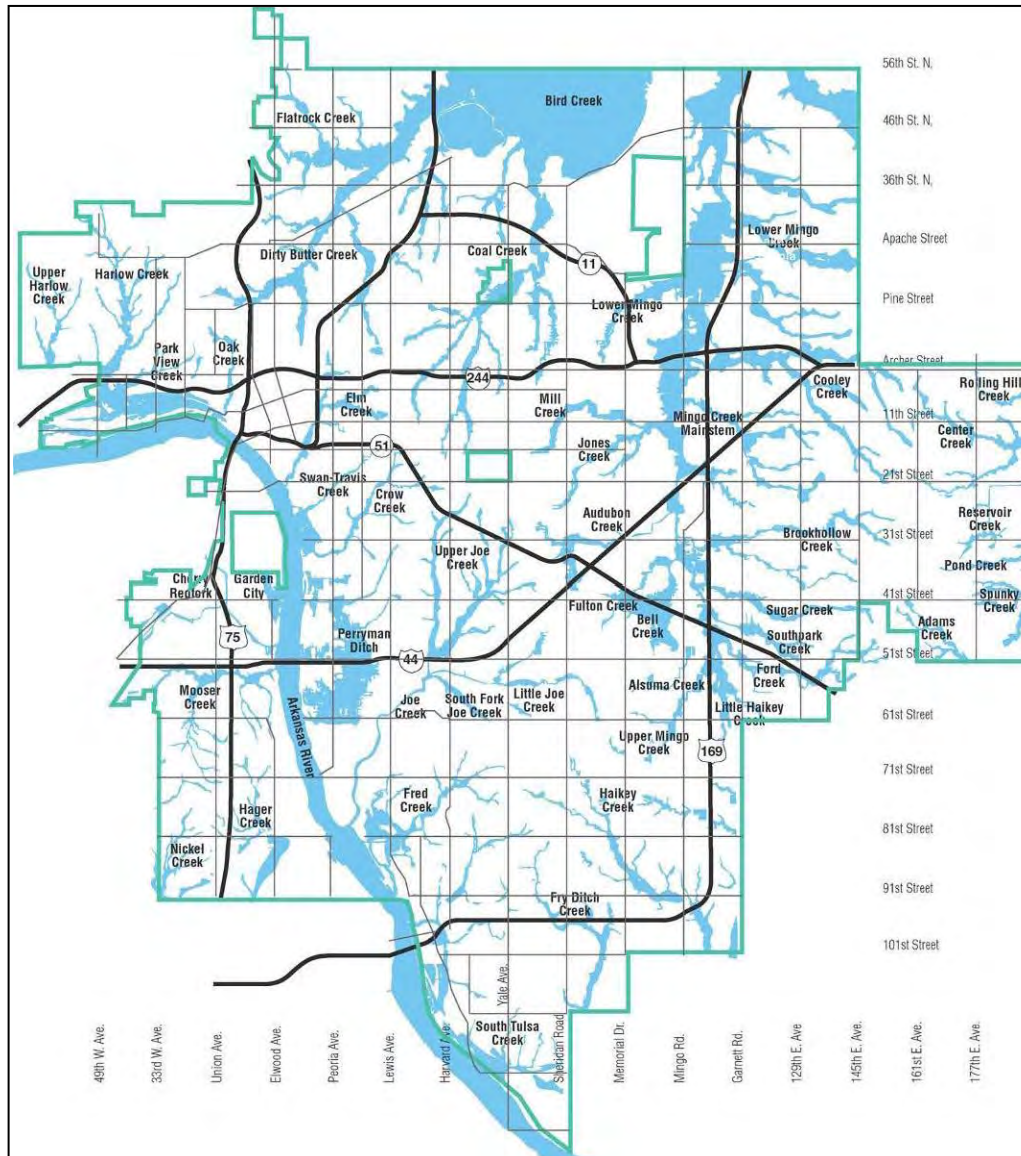 56th St. N,
Bird Creek
Flatrock Creek
46th St. N,
36th St. N,
Lower Mingo
Creek
Apache Street
Dirty Butter Creek
Coal Creek
11
Upper
Harlow
Creek
Harlow Creek
Pine Street
Lower Mingo
Creek
Park
View
Creek
Oak
Creek
Archer Street
244
Cooley
Creek
Rolling Hill
Creek
Elm
Creek
Mill
Creek
Mingo Creek
Mainstem
11th Street
Center
Creek
51
Jones
Creek
Swan-Travis
Creek
21st Street
Crow
Creek
Audubon
Creek
Reservoir
Creek
31st Street
Brookhollow
Creek
Upper Joe
Creek
Pond Creek
Cherry
Redfork
Garden
City
41st Street
Spunky
Creek
Fulton Creek
Bell
Creek
Sugar Creek
Adams
Creek
75
Perryman
Ditch
Southpark
Creek
51st Street
44
Ford
Creek
Mooser
Creek
Joe
Creek
South Fork
Joe Creek
Little Joe
Creek
Alsuma Creek
Little Haikey
Creek
61st Street
Arkansas River
Upper Mingo
Creek
169
71st Street
Fred
Creek
Haikey
Creek
Hager
Creek
81st Street
Nickel
Creek
91st Street
Fry Ditch
Creek
101st Street
South Tulsa
Creek
49th W. Ave.
33rd W. Ave.
Union Ave.
Elwood Ave.
Peoria Ave.
Lewis Ave.
Harvard Ave.
Yale Ave.
Sheridan Road
Memorial Dr.
Mingo Rd.
Garnett Rd.
129th E. Ave
145th E. Ave.
161st E. Ave.
177th E. Ave.